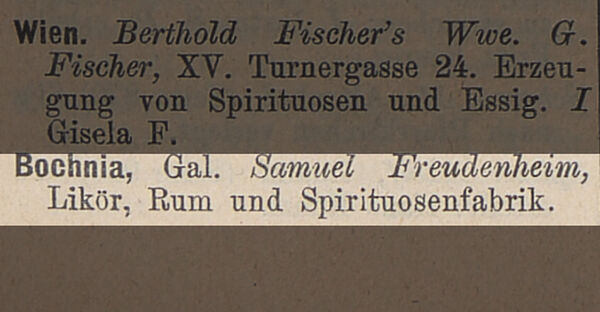 Wien. Berthold Fischer's Wwe. G.
Fischer, XV. Turnergasse 24. Erzeu-
gung von Spirituosen und Essig. I
Gisela F.
Bochnia, Gal. Samuel Freudenheim,
Likör, Rum und Spirituosenfabrik.